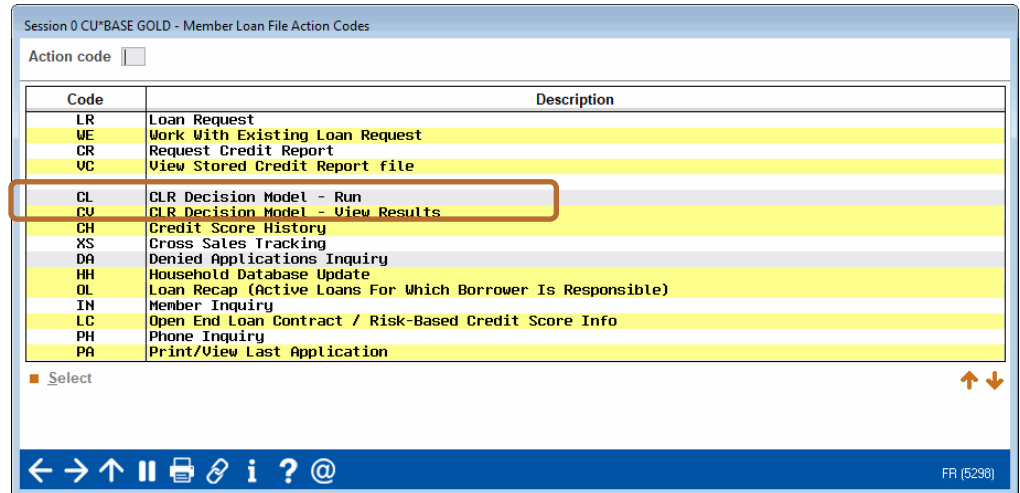 Session 0 CU*BASE GOLD - Member Loan File Action Codes
Action code
Code Description
LR Loan Request
WE Work With Existing Loan Request
CR Request Credit Report
VC View Stored Credit Report file
CL CLR Decision Model - Run
CV CLR Decision Model - View Results
CH Credit Score History
XS Cross Sales Tracking
DA Denied Applications Inquiry
HH Household Database Update
OL Loan Recap (Active Loans For Which Borrower Is Responsible)
IN Member Inquiry
LC Open End Loan Contract / Risk-Based Credit Score Info
PH Phone Inquiry
PA Print/View Last Application
Select
i ? @ FR (5298)